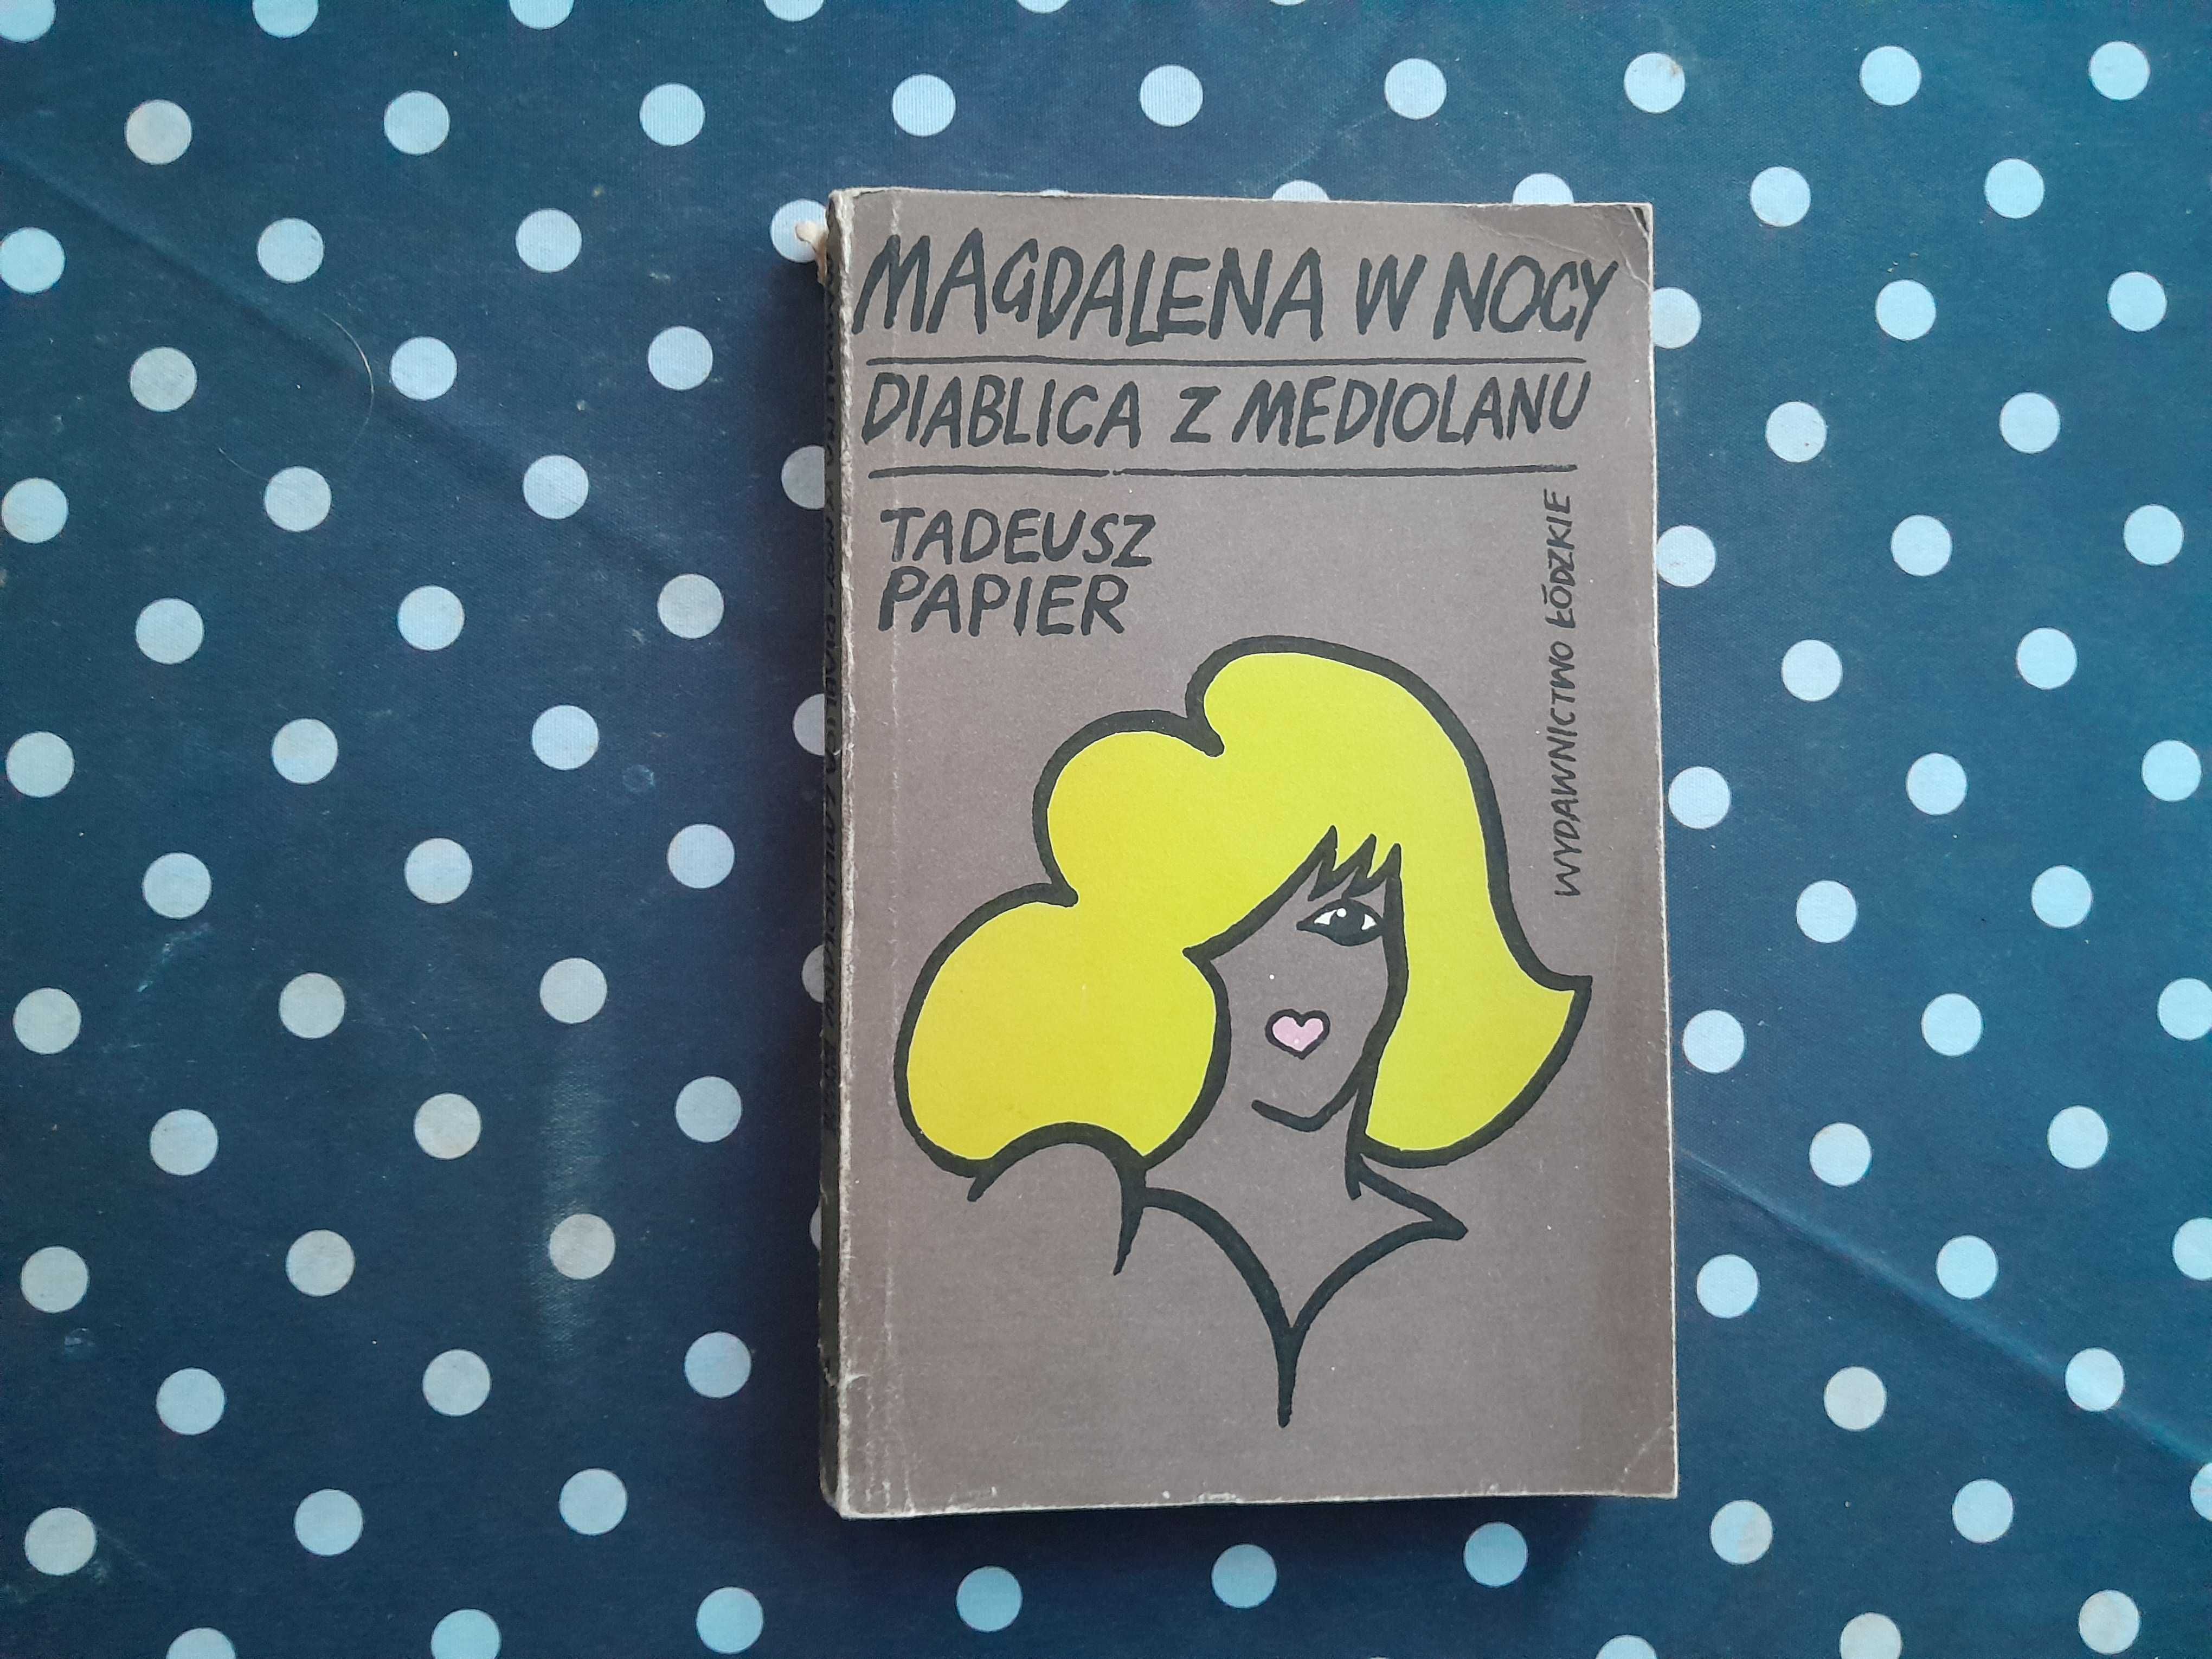 MAGDALENA W NOCY
DIABLICA Z MEDIOLANU
TADEUSZ
PAPIER
WYDAWNICTWO ŁÓDZKIE